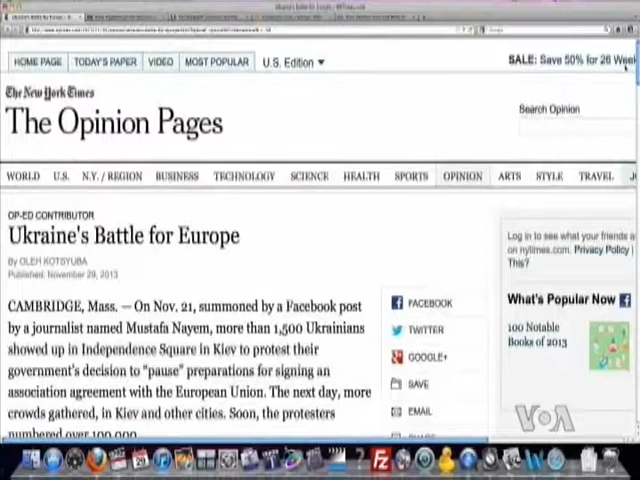 HOME PAGE TODAY'S PAPER VIDEO MOST POPULAR U.S. Edition
SALE: Save 50% for 26 Week
The New York Times
The Opinion Pages
Search Opinion
WORLD U.S. N.Y. / REGION BUSINESS TECHNOLOGY SCIENCE HEALTH SPORTS OPINION ARTS STYLE TRAVEL
OP-ED CONTRIBUTOR
Ukraine's Battle for Europe
By OLEH KOTSYUBA
Published: November 29, 2013
CAMBRIDGE, Mass. — On Nov. 21, summoned by a Facebook post
by a journalist named Mustafa Nayem, more than 1,500 Ukrainians
showed up in Independence Square in Kiev to protest their
government's decision to "pause" preparations for signing an
association agreement with the European Union. The next day, more
crowds gathered, in Kiev and other cities. Soon, the protesters
numbered over 100,000
FACEBOOK
TWITTER
GOOGLE+
SAVE
EMAIL
Log in to see what your friends a
on nytimes.com. Privacy Policy |
This?
What's Popular Now
100 Notable
Books of 2013
VOA